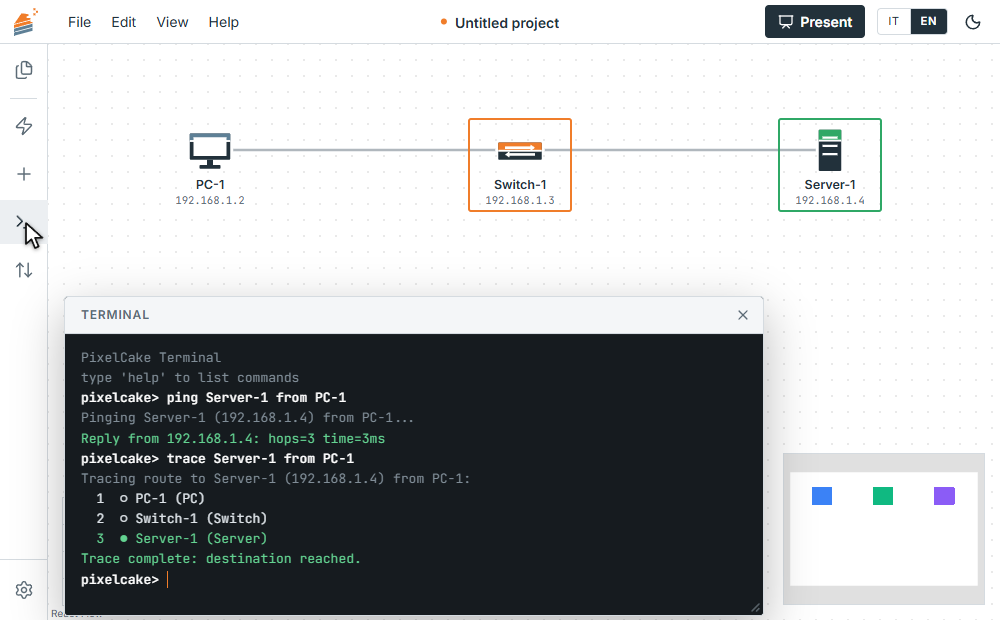 File Edit View Help
Untitled project
Present
IT EN
PC-1
192.168.1.2
Switch-1
192.168.1.3
Server-1
192.168.1.4
TERMINAL
PixelCake Terminal
type 'help' to list commands
pixelcake> ping Server-1 from PC-1
Pinging Server-1 (192.168.1.4) from PC-1...
Reply from 192.168.1.4: hops=3 time=3ms
pixelcake> trace Server-1 from PC-1
Tracing route to Server-1 (192.168.1.4) from PC-1:
1 ○ PC-1 (PC)
2 ○ Switch-1 (Switch)
3 ● Server-1 (Server)
Trace complete: destination reached.
pixelcake>